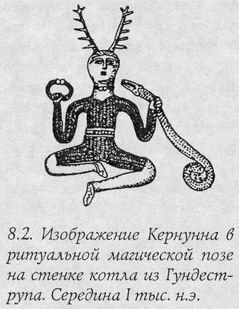 8.2. Изображение Кернунна в
ритуальной магической позе
на стенке котла из Гундест-
рупа. Середина I тыс. н.э.